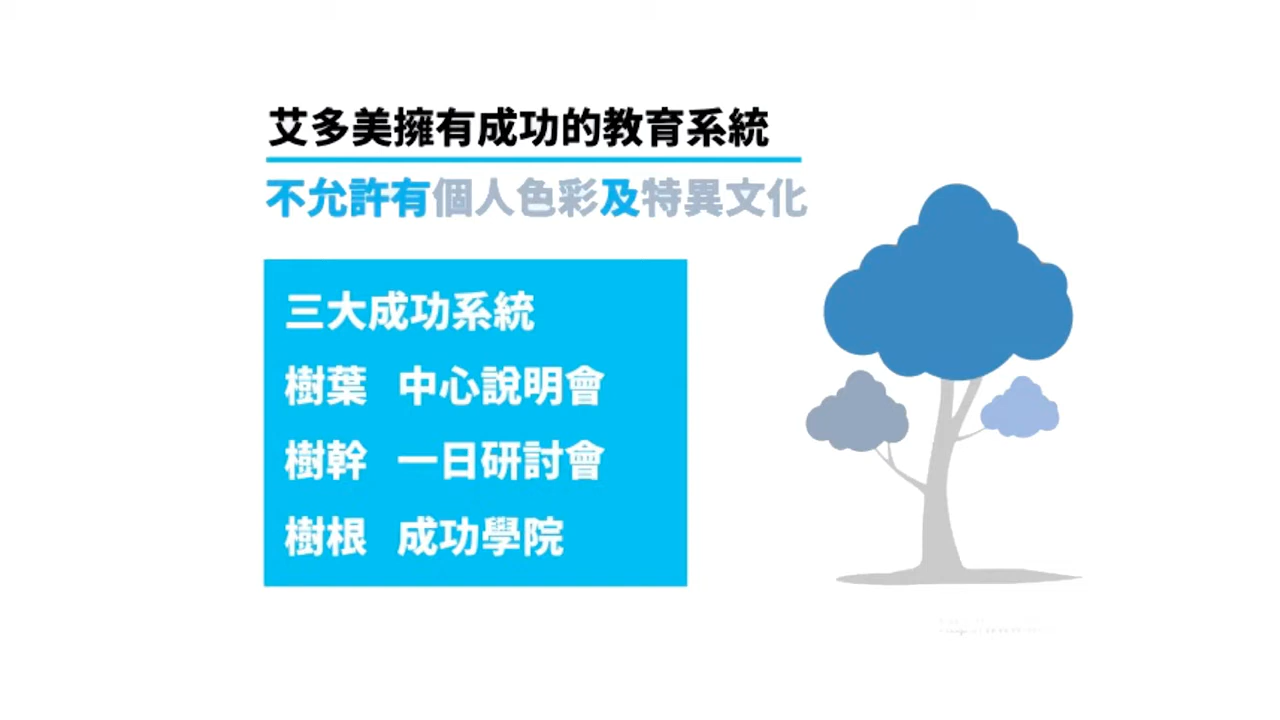 艾多美擁有成功的教育系統
不允許有個人色彩及特異文化
三大成功系統
樹葉 中心說明會
樹幹 一日研討會
樹根 成功學院